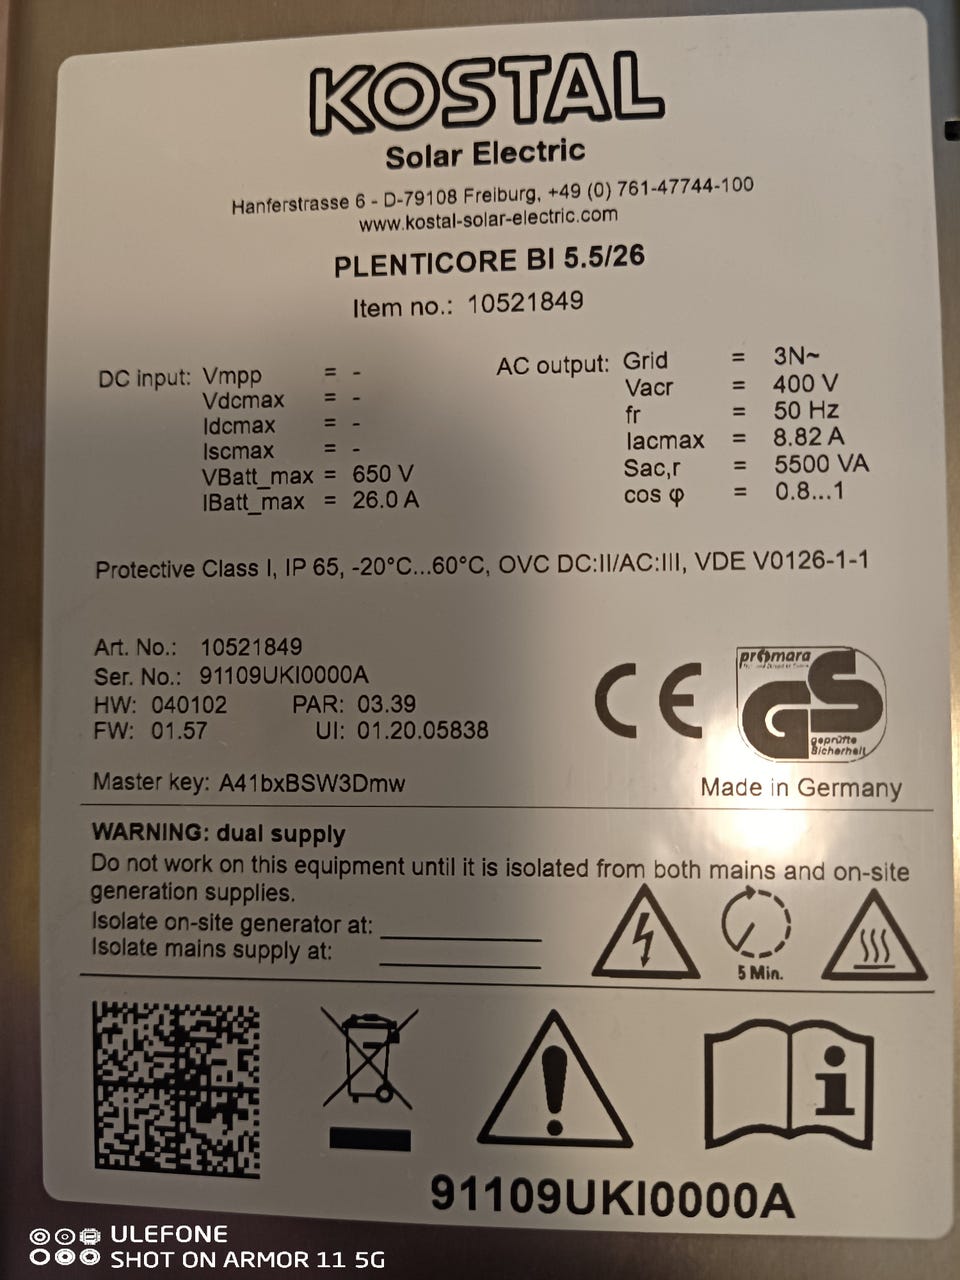 KOSTAL
Solar Electric
Hanferstrasse 6 - D-79108 Freiburg, +49 (0) 761-47744-100
www.kostal-solar-electric.com
PLENTICORE BI 5.5/26
Item no.: 10521849
DC input: Vmpp = -
Vdcmax = -
Idcmax = -
Iscmax = -
VBatt_max = 650 V
IBatt_max = 26.0 A
AC output: Grid = 3N~
Vacr = 400 V
fr = 50 Hz
Iacmax = 8.82 A
Sac,r = 5500 VA
cos φ = 0.8...1
Protective Class I, IP 65, -20°C...60°C, OVC DC:II/AC:III, VDE V0126-1-1
Art. No.: 10521849
Ser. No.: 91109UKI0000A
HW: 040102 PAR: 03.39
FW: 01.57 UI: 01.20.05838
Master key: A41bxBSW3Dmw
CE
primara
GS
geprüfte
Sicherheit
Made in Germany
WARNING: dual supply
Do not work on this equipment until it is isolated from both mains and on-site
generation supplies.
Isolate on-site generator at:
Isolate mains supply at:
5 Min.
91109UKI0000A
ULEFONE
SHOT ON ARMOR 11 5G